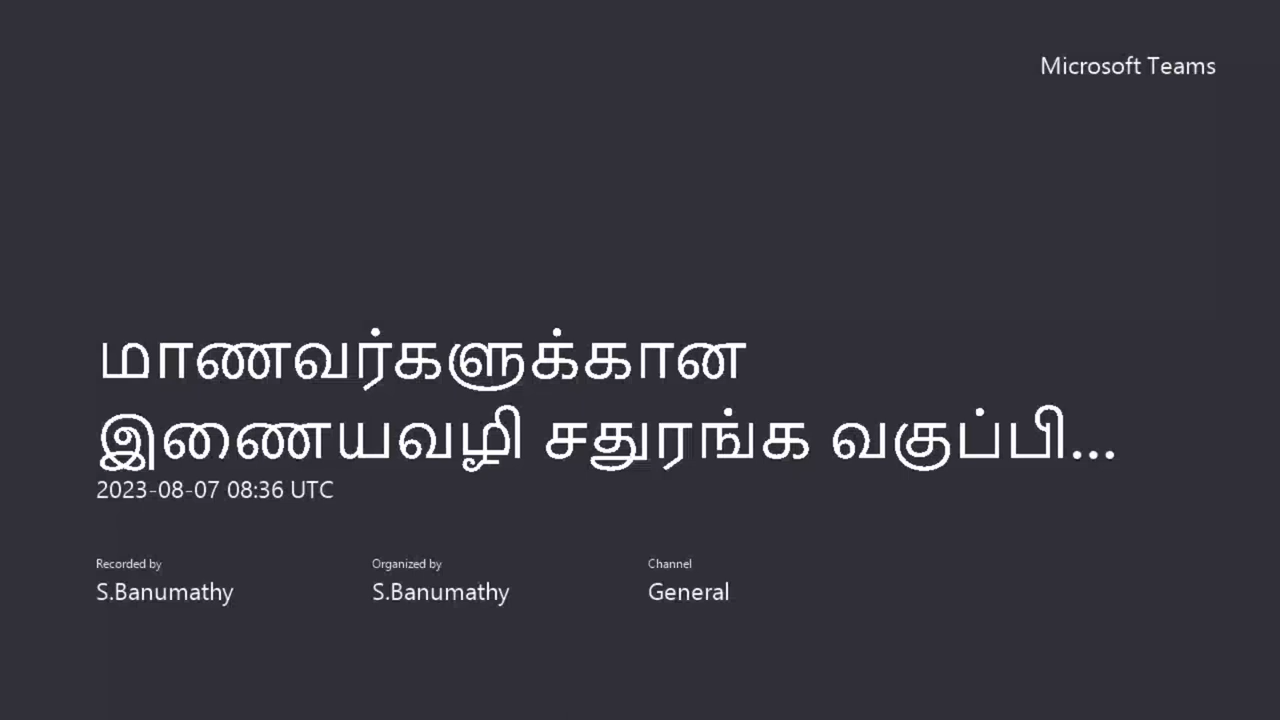 Microsoft Teams
மாணவர்களுக்கான
இணையவழி சதுரங்க வகுப்பி...
2023-08-07 08:36 UTC
Recorded by Organized by Channel
S.Banumathy S.Banumathy General